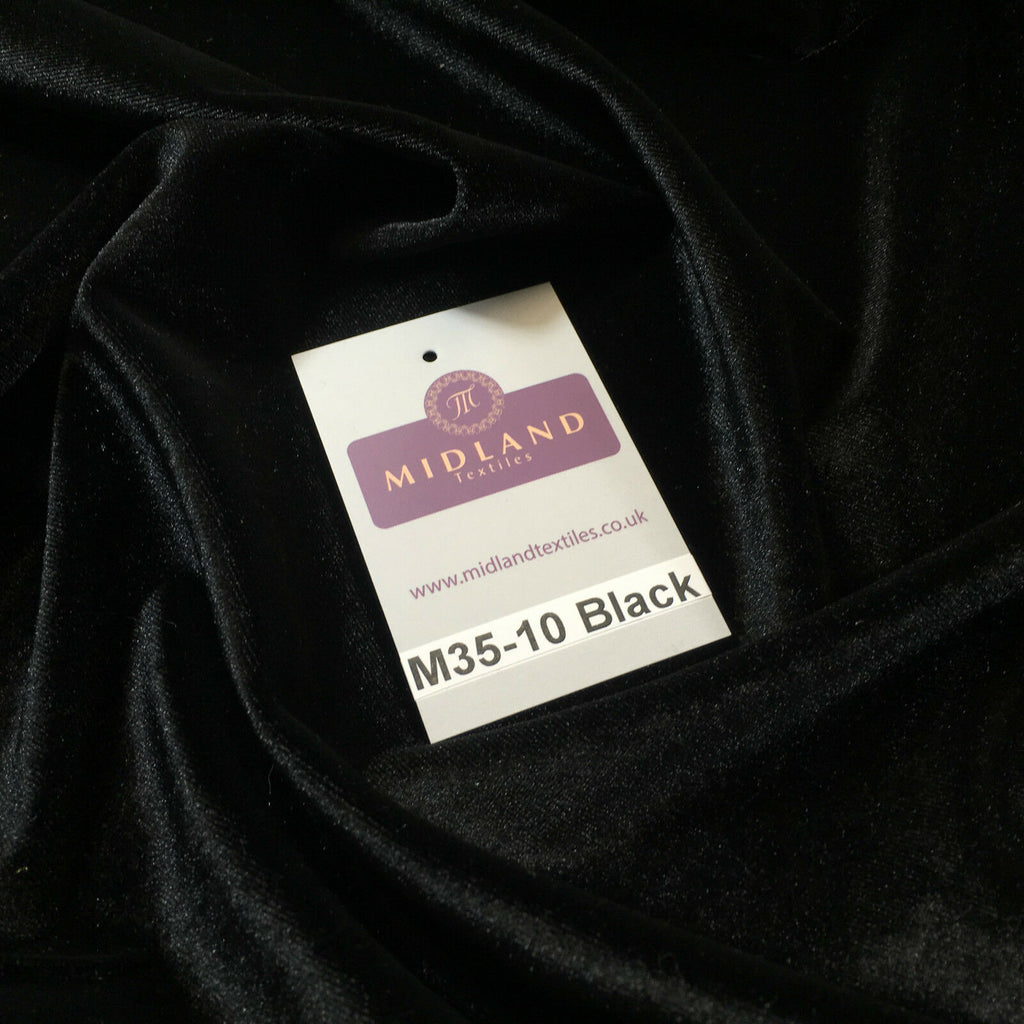 MIDLAND
Textiles
www.midlandtextiles.co.uk
M35-10 Black